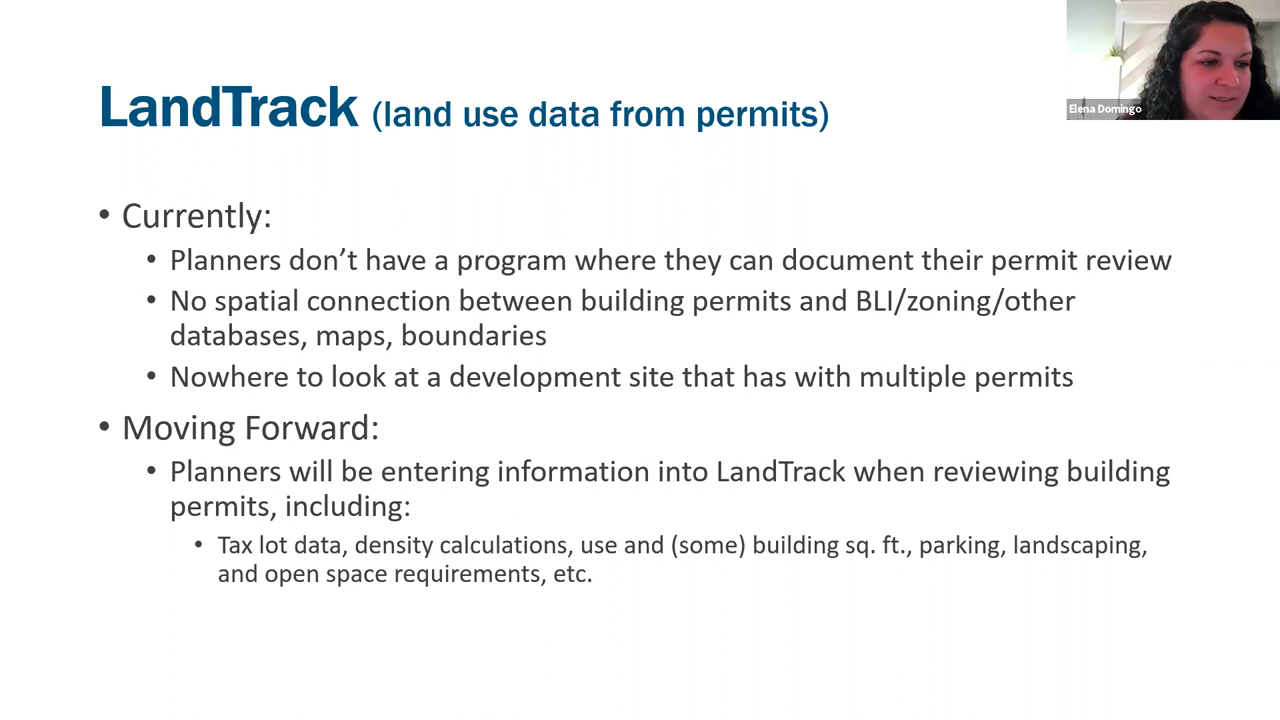 LandTrack (land use data from permits)
Elena Domingo
• Currently:
• Planners don’t have a program where they can document their permit review
• No spatial connection between building permits and BLI/zoning/other
databases, maps, boundaries
• Nowhere to look at a development site that has with multiple permits
• Moving Forward:
• Planners will be entering information into LandTrack when reviewing building
permits, including:
• Tax lot data, density calculations, use and (some) building sq. ft., parking, landscaping,
and open space requirements, etc.